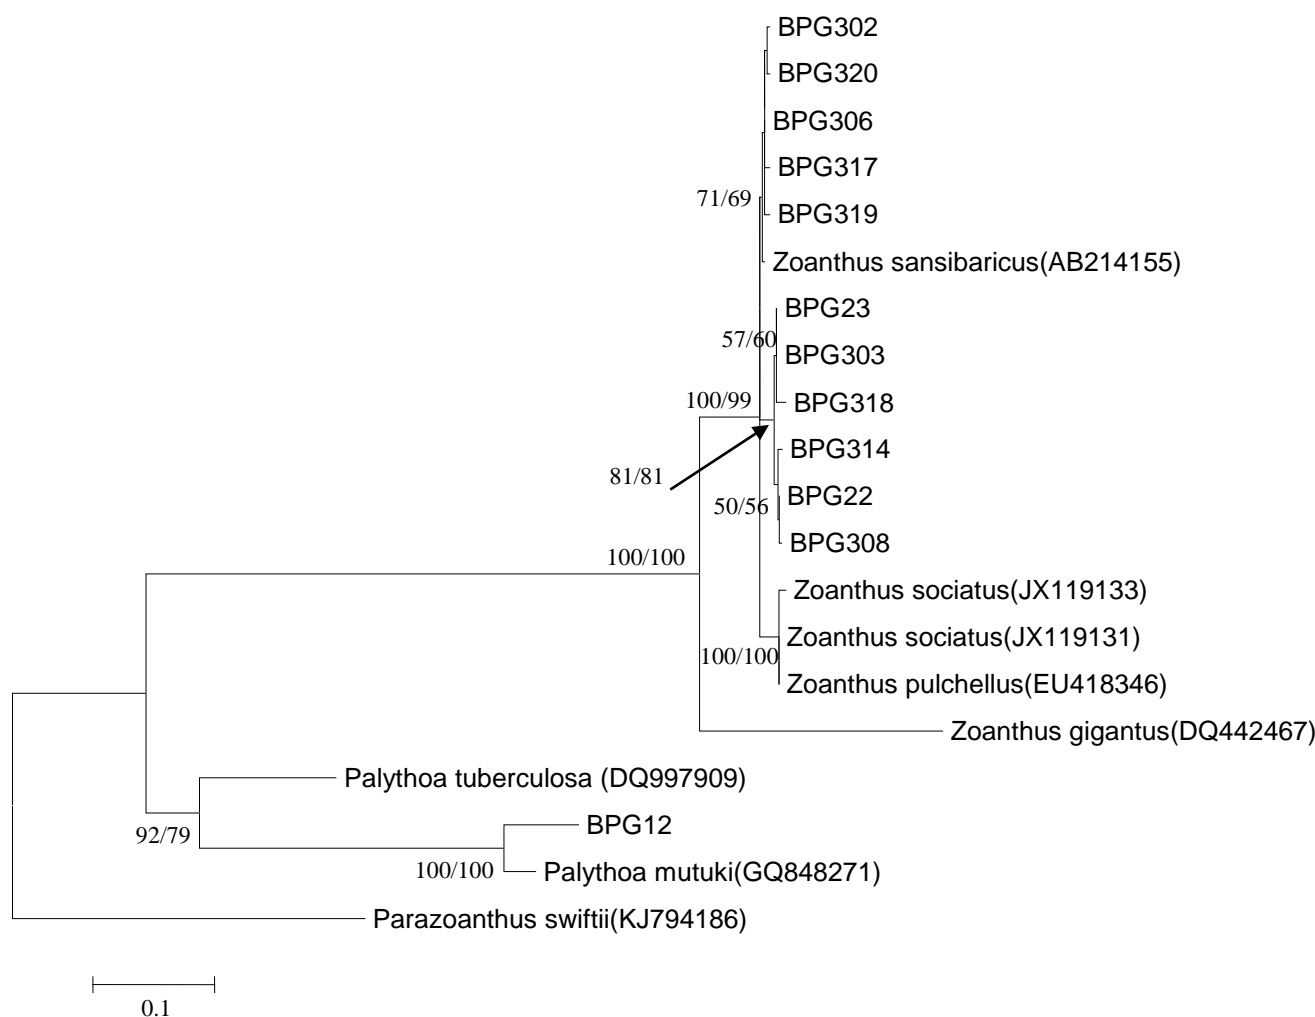 BPG302
BPG320
BPG306
BPG317
71/69
BPG319
Zoanthus sansibaricus(AB214155)
BPG23
57/60
BPG303
100/99
BPG318
BPG314
81/81
BPG22
50/56
BPG308
100/100
Zoanthus sociatus(JX119133)
Zoanthus sociatus(JX119131)
100/100
Zoanthus pulchellus(EU418346)
Zoanthus gigantus(DQ442467)
Palythoa tuberculosa (DQ997909)
BPG12
92/79
100/100
Palythoa mutuki(GQ848271)
Parazoanthus swiftii(KJ794186)
0.1